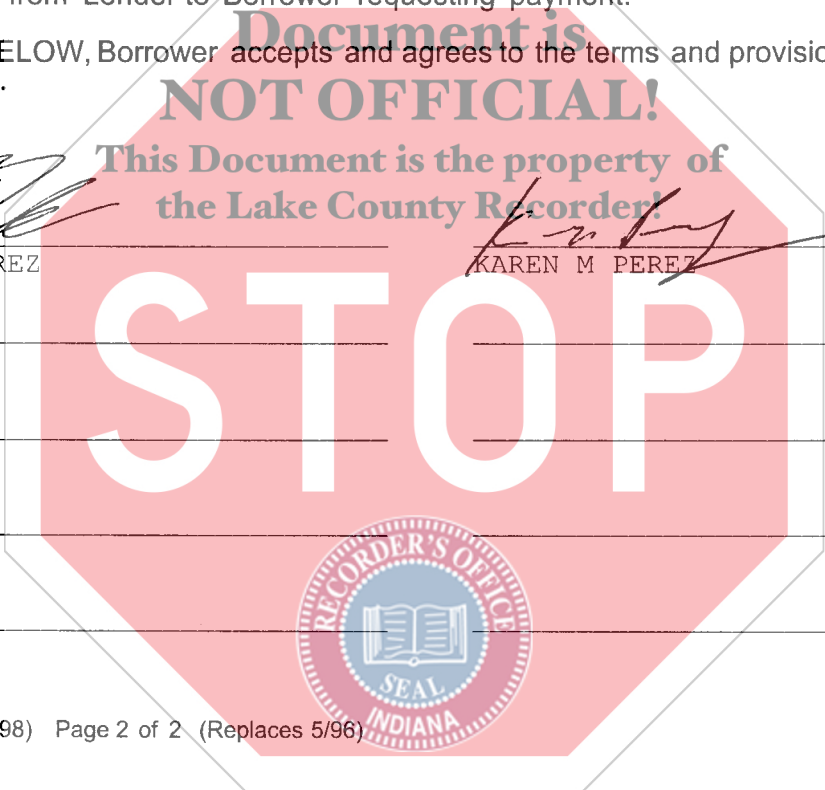 from Lender to Borrower requesting payment.
Document is
ELOW, Borrower accepts and agrees to the terms and provisio
NOT OFFICIAL!
This Document is the property of
the Lake County Recorder!
REZ
KAREN M PEREZ
STOP
RECORDER'S OFFICE
SEAL
INDIANA
98) Page 2 of 2 (Replaces 5/96)